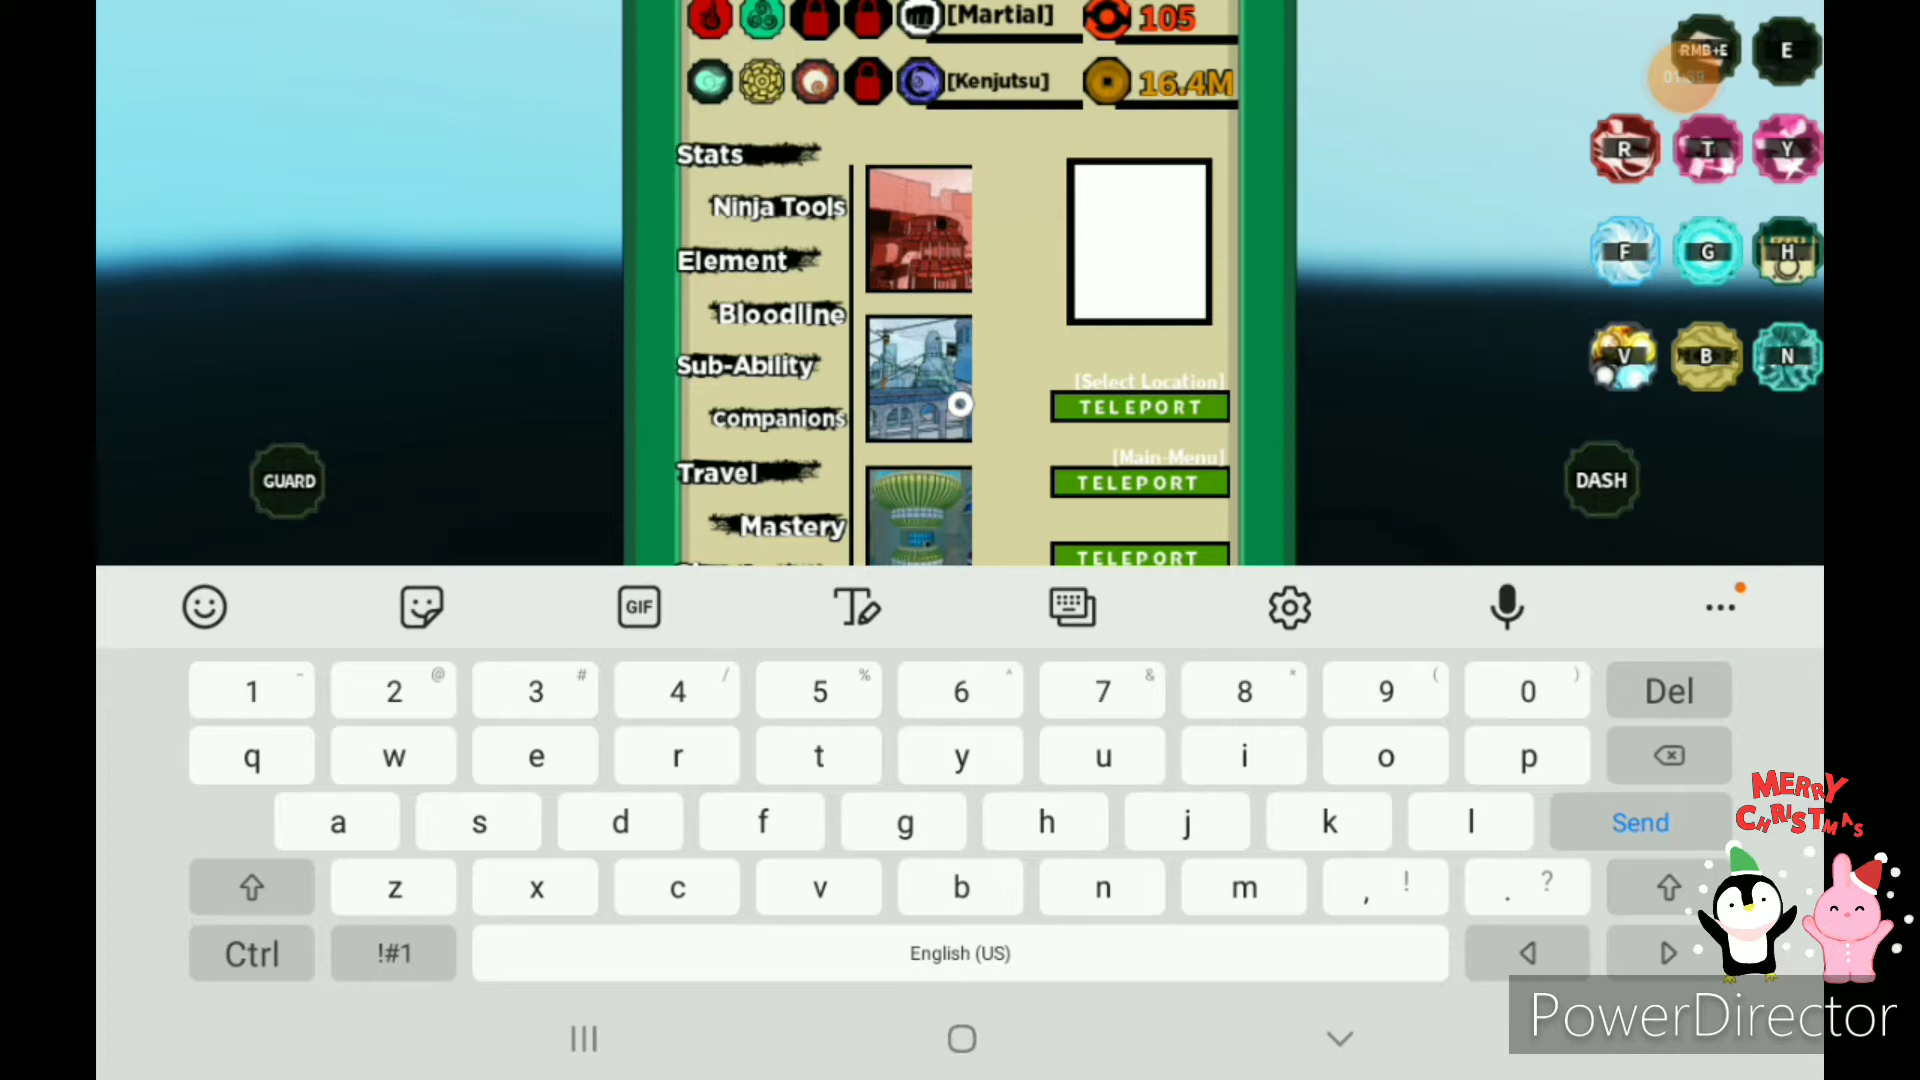 [Martial] 105
RMB+E E
01:39
[Kenjutsu] 16.4M
R T Y
Stats
Ninja Tools
Element
F G H
Bloodline
Sub-Ability
V B N
[Select Location]
TELEPORT
Companions
[Main-Menu]
Travel
TELEPORT
GUARD
DASH
Mastery
TELEPORT
GIF
1 - 2 @ 3 # 4 / 5 % 6 ^ 7 & 8 * 9 ( 0 ) Del
q w e r t y u i o p
a s d f g h j k l Send
z x c v b n m , ! . ?
Ctrl !#1 English (US)
MERRY
CHRISTMAS
PowerDirector